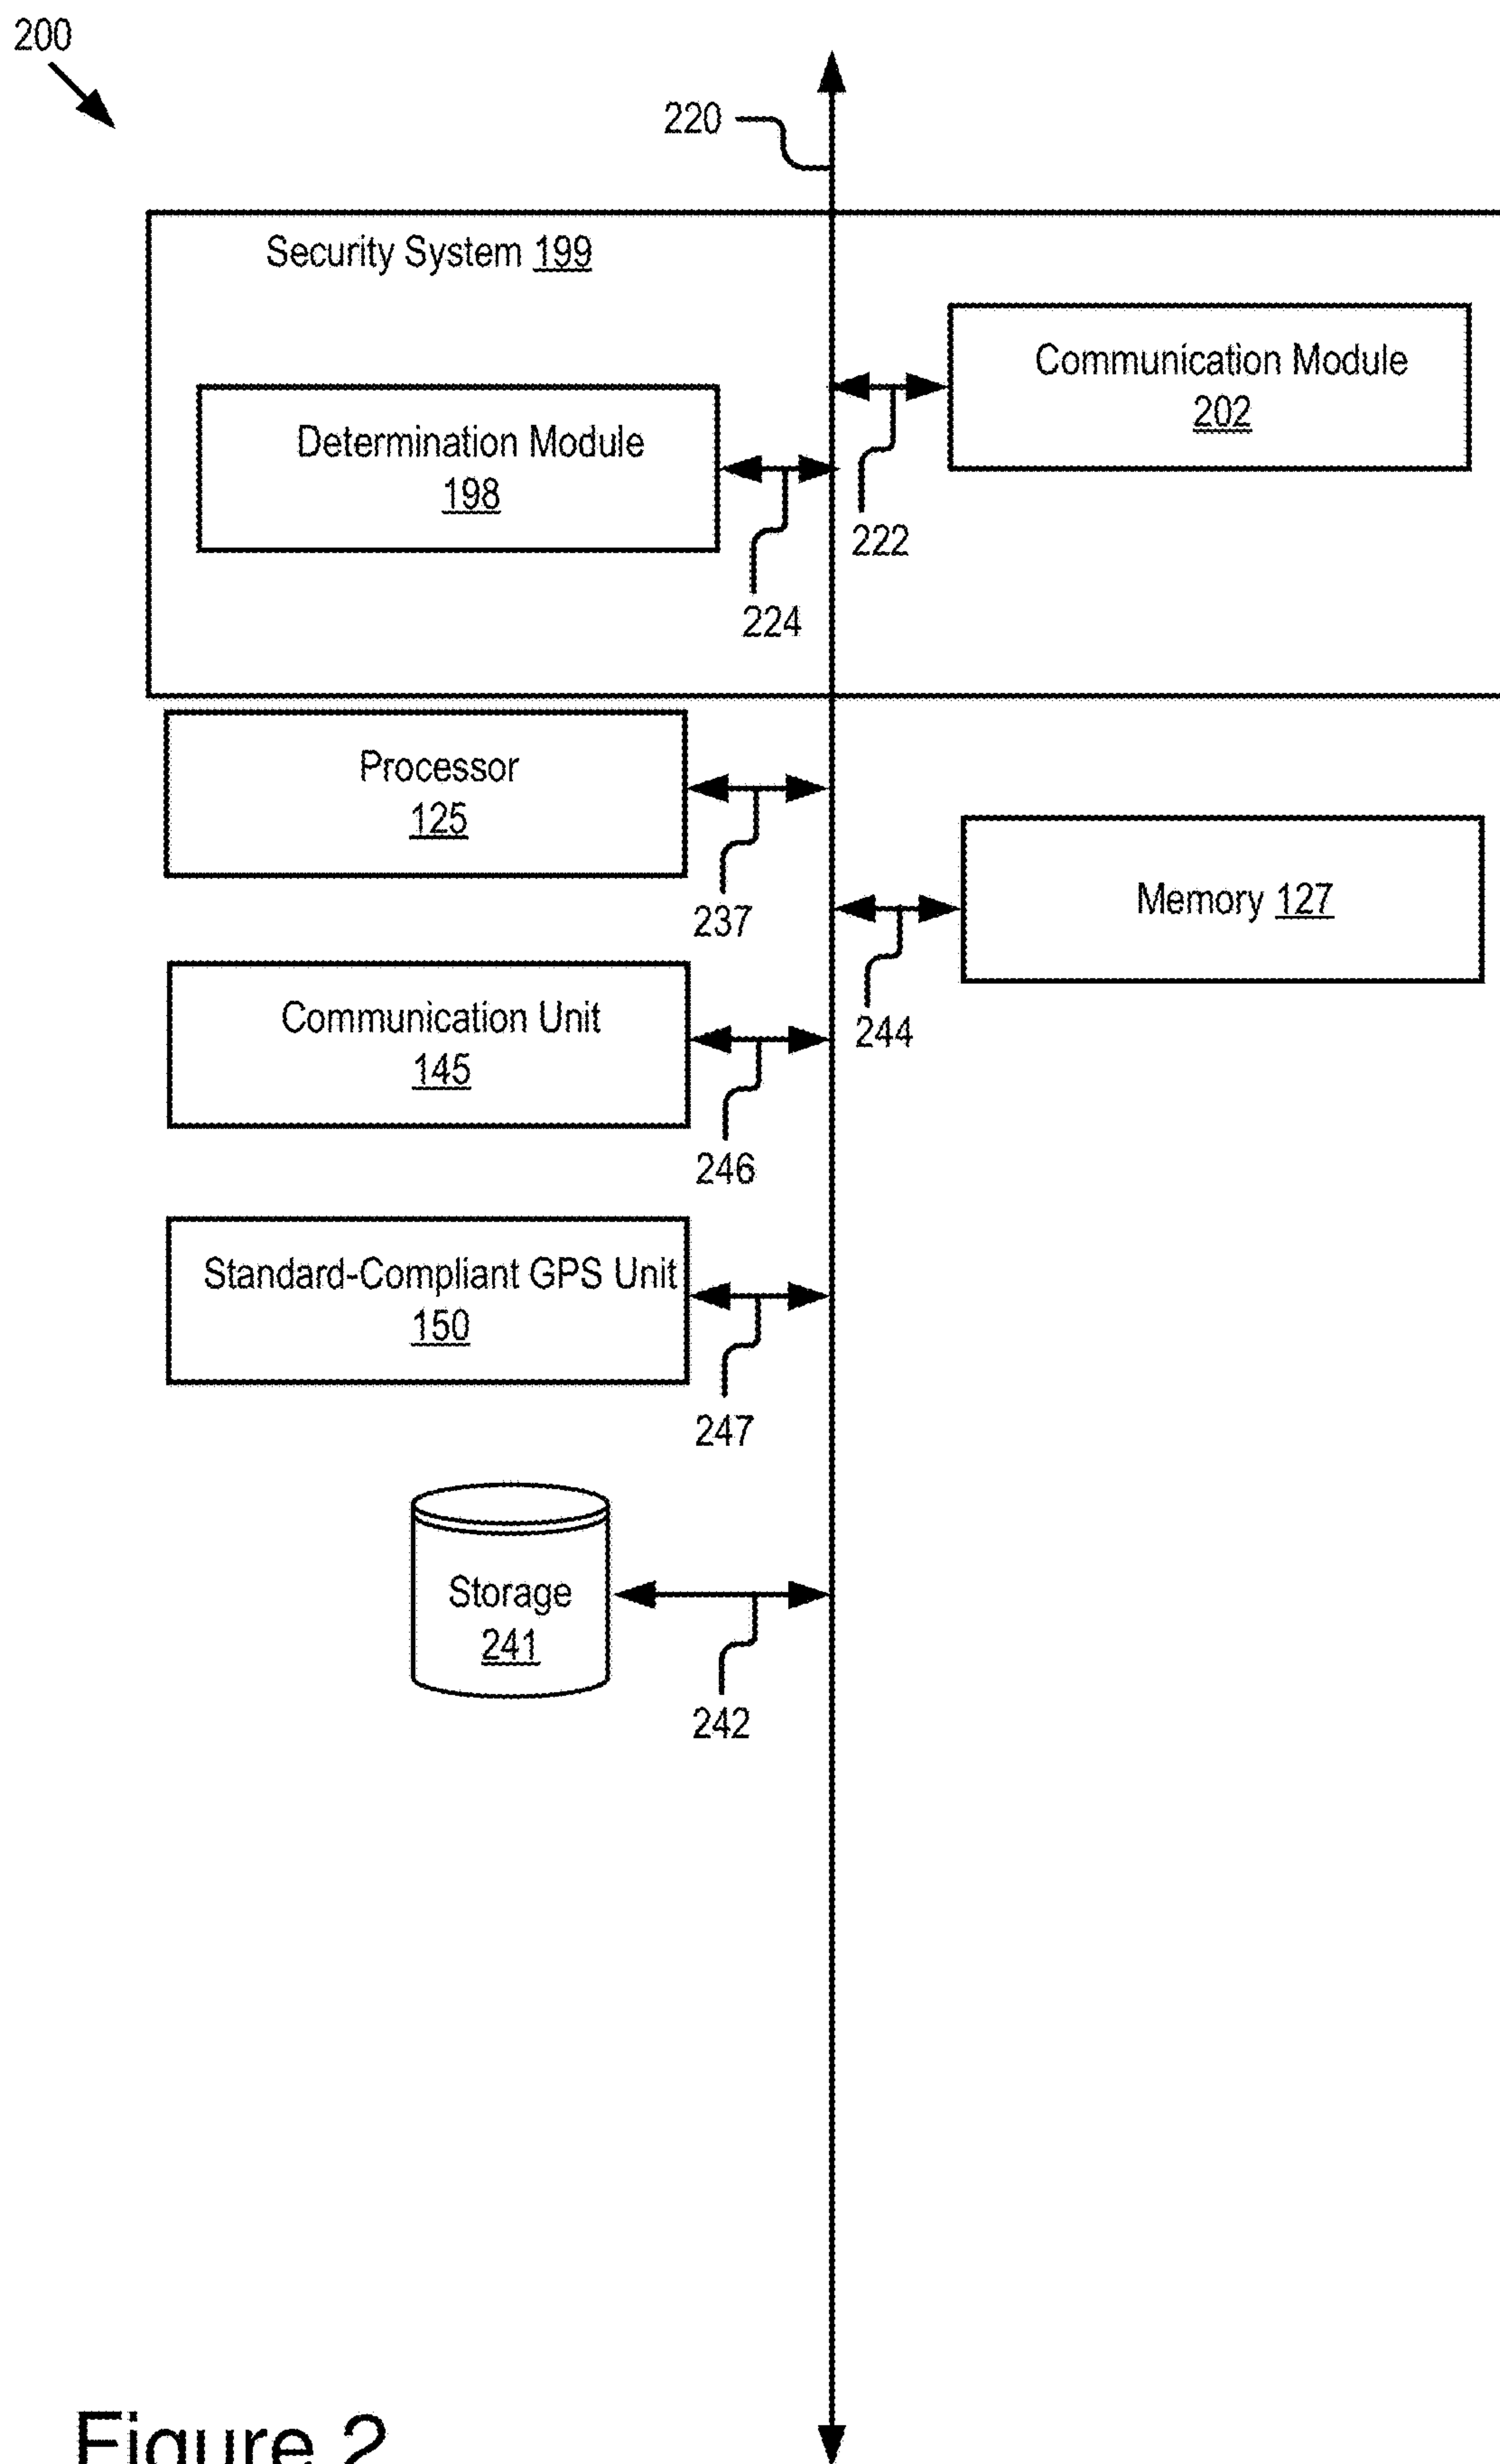 200
220
Security System 199
Communication Module
202
Determination Module
198
222
224
Processor
125
237
Memory 127
244
Communication Unit
145
246
Standard-Compliant GPS Unit
150
247
Storage
241
242
Figure 2